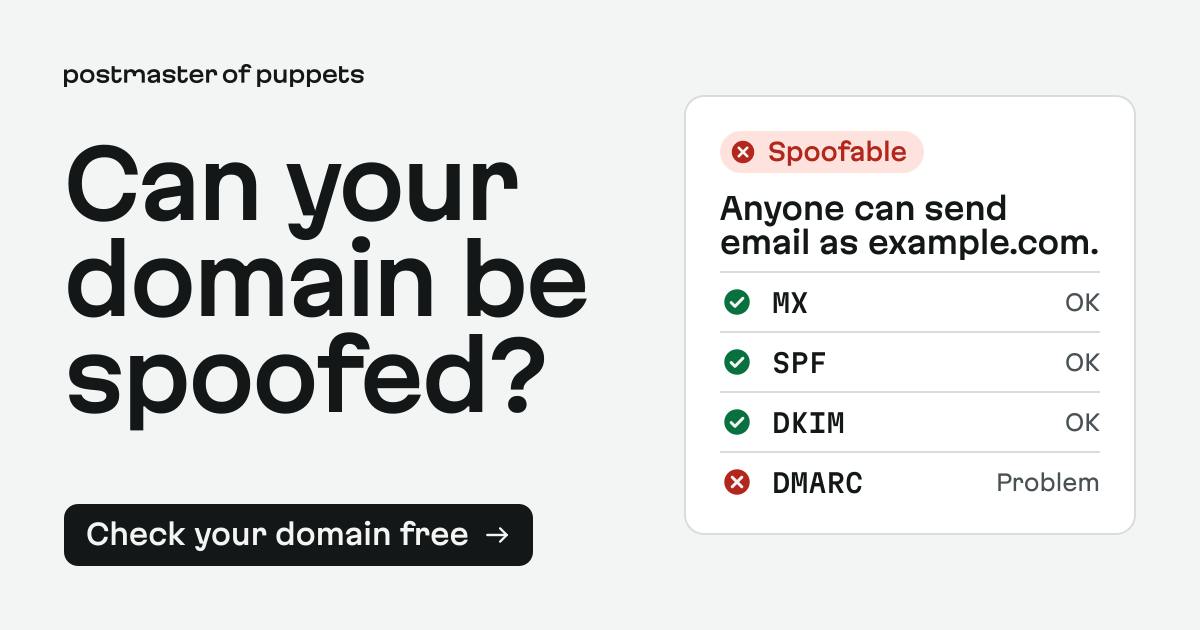 postmaster of puppets
Can your
domain be
spoofed?
Check your domain free →
Spoofable
Anyone can send
email as example.com.
MX OK
SPF OK
DKIM OK
DMARC Problem